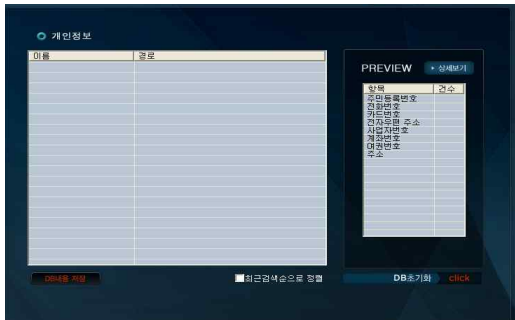 개인정보
이름 경로
PREVIEW 상세보기
항목 건수
주민등록번호
전화번호
카드번호
전자우편 주소
사업자번호
계좌번호
여권번호
주소
DB내용 저장
최근검색순으로 정렬
DB초기화 click